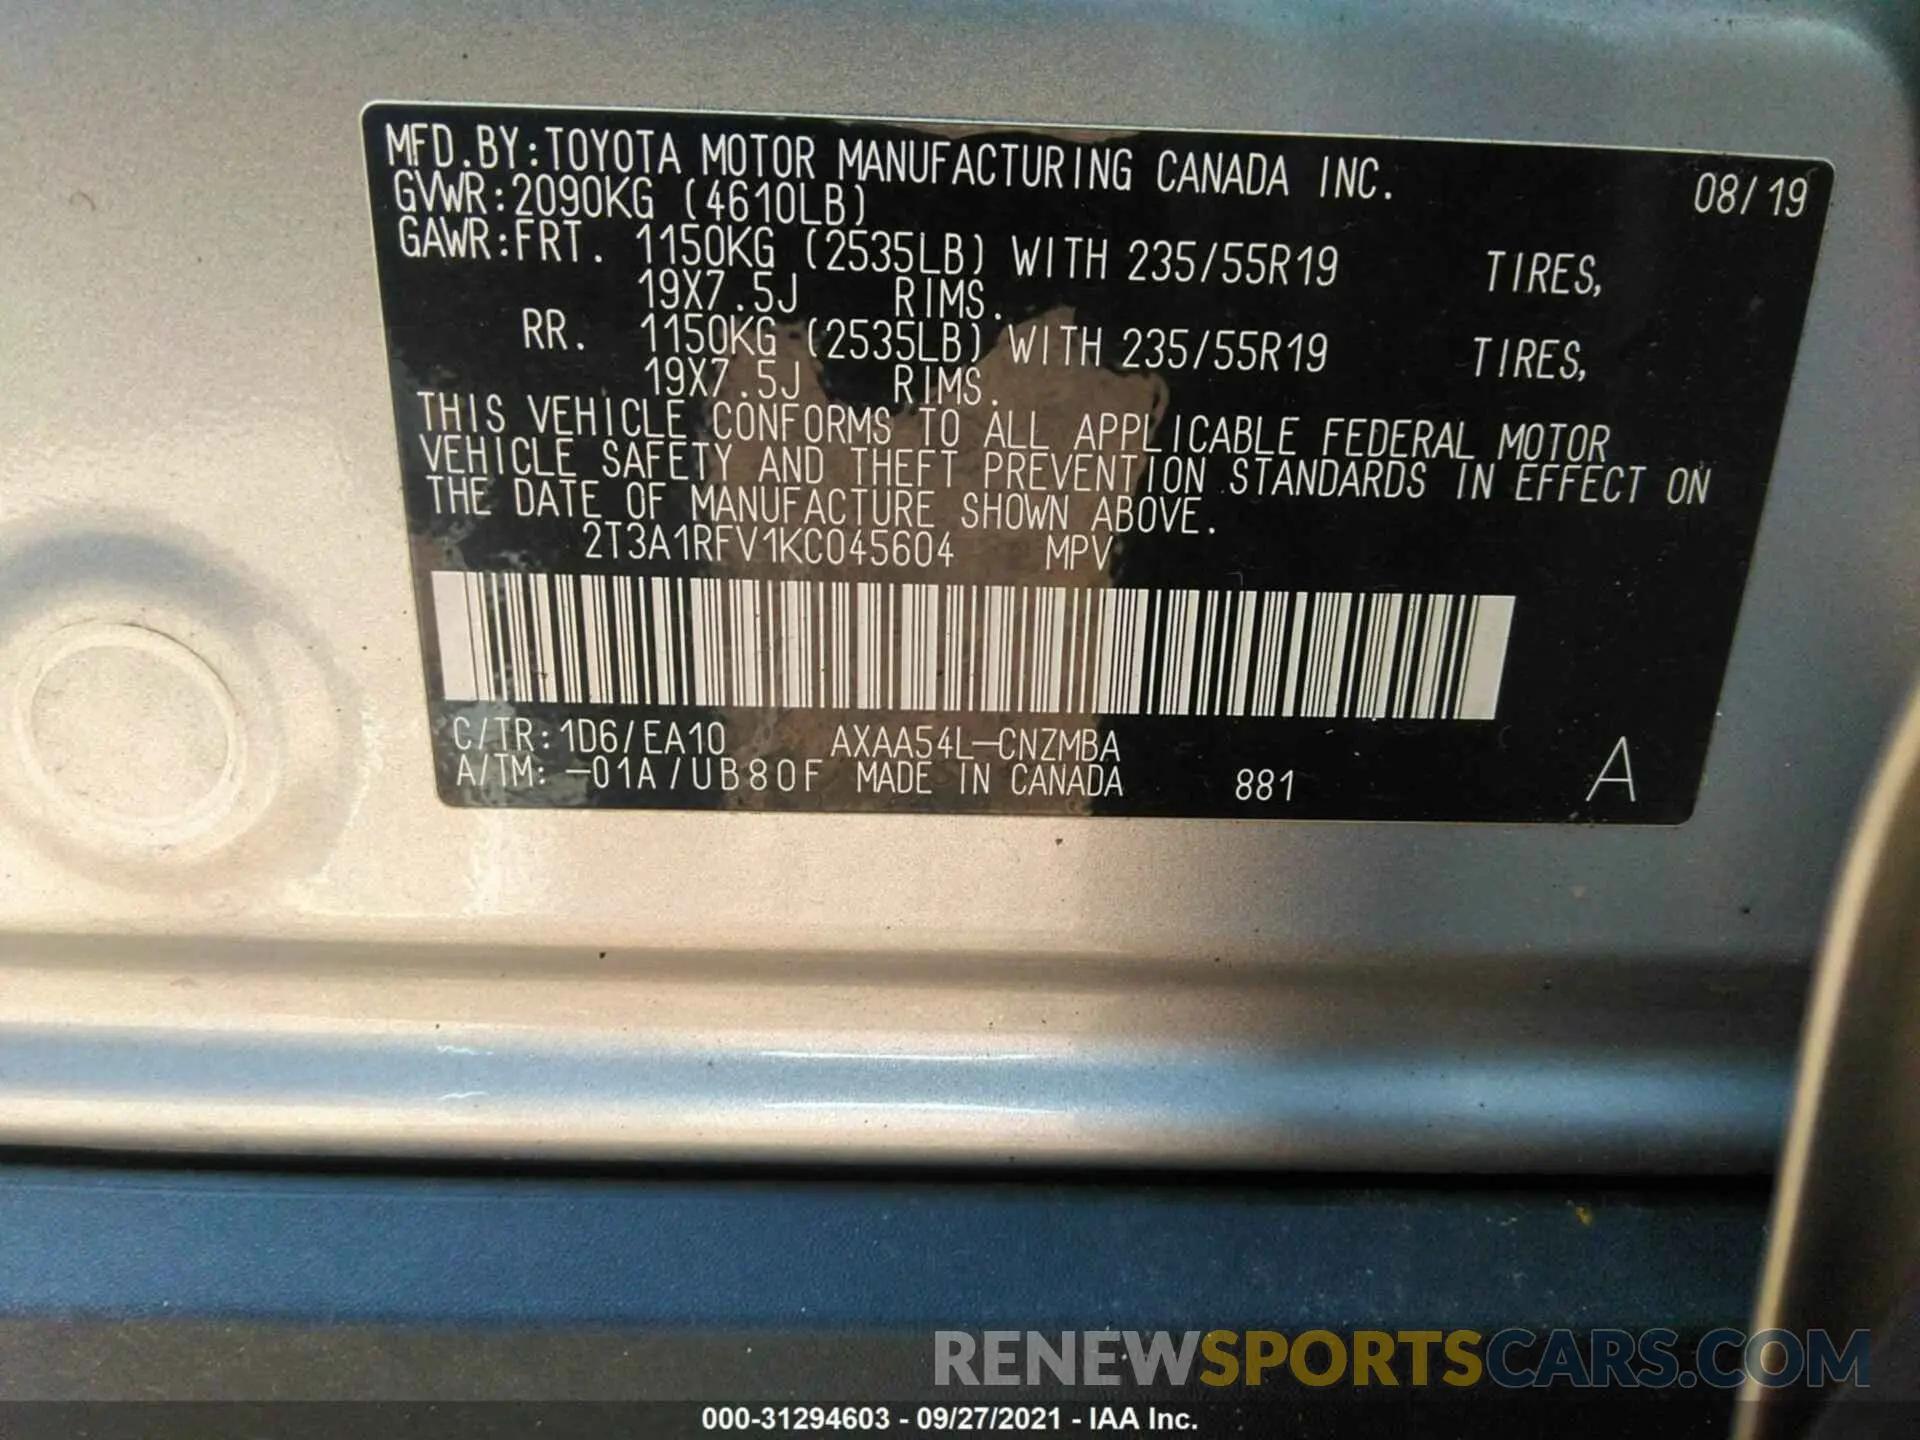 MFD.BY:TOYOTA MOTOR MANUFACTURING CANADA INC. 08/19
GVWR:2090KG (4610LB)
GAWR:FRT. 1150KG (2535LB) WITH 235/55R19 TIRES,
19X7.5J RIMS.
RR. 1150KG (2535LB) WITH 235/55R19 TIRES,
19X7.5J RIMS.
THIS VEHICLE CONFORMS TO ALL APPLICABLE FEDERAL MOTOR
VEHICLE SAFETY AND THEFT PREVENTION STANDARDS IN EFFECT ON
THE DATE OF MANUFACTURE SHOWN ABOVE.
2T3A1RFV1KC045604 MPV
C/TR:1D6/EA10 AXAA54L-CNZMBA
A/TM:-01A/UB80F MADE IN CANADA 881 A
RENEWSPORTSCARS.COM
000-31294603 - 09/27/2021 - IAA Inc.